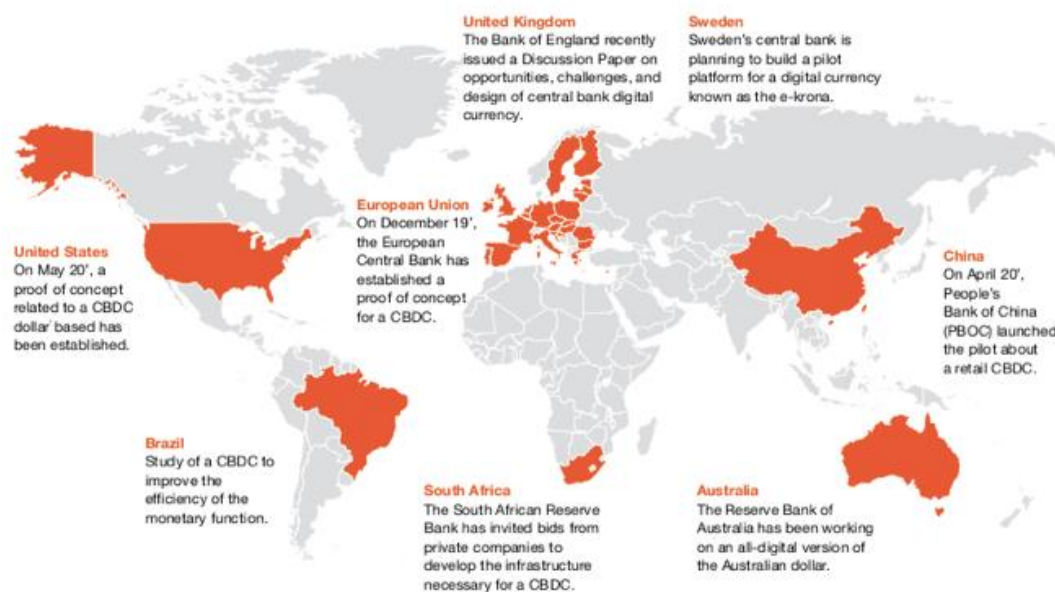 United Kingdom
The Bank of England recently
issued a Discussion Paper on
opportunities, challenges, and
design of central bank digital
currency.
Sweden
Sweden's central bank is
planning to build a pilot
platform for a digital currency
known as the e-krona.
European Union
On December 19',
the European
Central Bank has
established a
proof of concept
for a CBDC.
United States
On May 20', a
proof of concept
related to a CBDC
dollar' based has
been established.
China
On April 20',
People's
Bank of China
(PBOC) launched
the pilot about
a retail CBDC.
Brazil
Study of a CBDC to
improve the
efficiency of the
monetary function.
South Africa
The South African Reserve
Bank has invited bids from
private companies to
develop the infrastructure
necessary for a CBDC.
Australia
The Reserve Bank of
Australia has been working
on an all-digital version of
the Australian dollar.